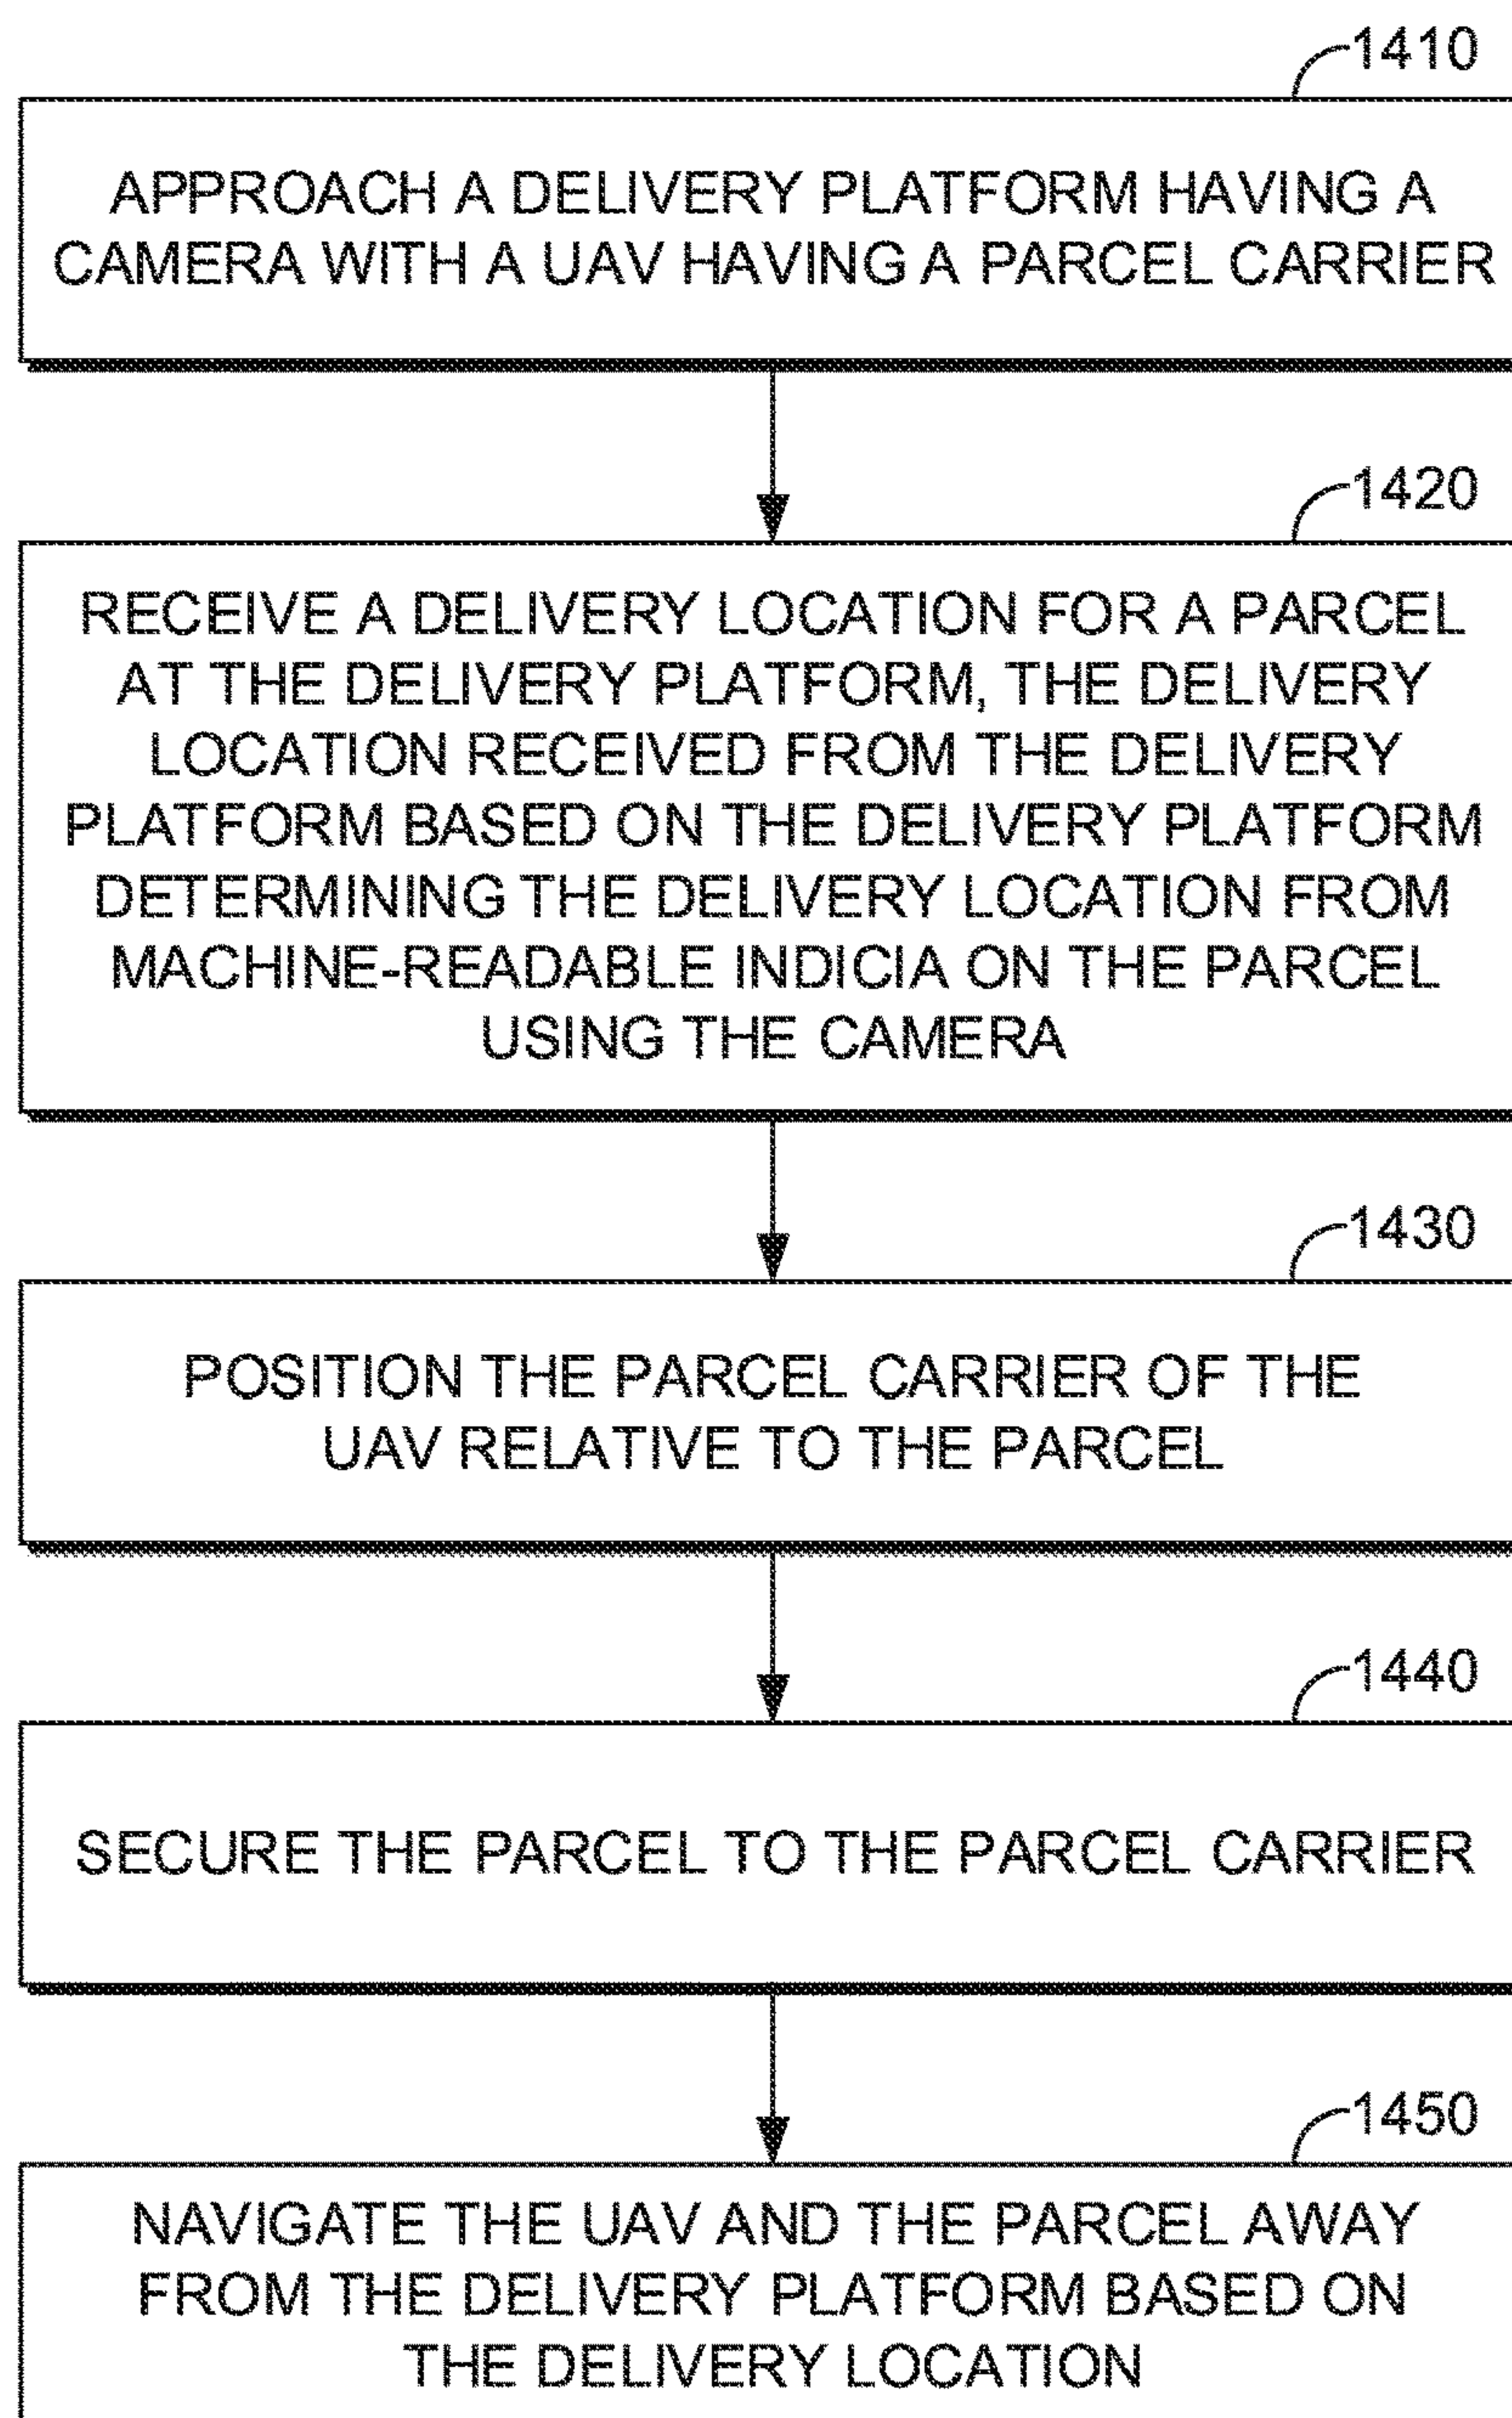 1410
APPROACH A DELIVERY PLATFORM HAVING A
CAMERA WITH A UAV HAVING A PARCEL CARRIER
1420
RECEIVE A DELIVERY LOCATION FOR A PARCEL
AT THE DELIVERY PLATFORM, THE DELIVERY
LOCATION RECEIVED FROM THE DELIVERY
PLATFORM BASED ON THE DELIVERY PLATFORM
DETERMINING THE DELIVERY LOCATION FROM
MACHINE-READABLE INDICIA ON THE PARCEL
USING THE CAMERA
1430
POSITION THE PARCEL CARRIER OF THE
UAV RELATIVE TO THE PARCEL
1440
SECURE THE PARCEL TO THE PARCEL CARRIER
1450
NAVIGATE THE UAV AND THE PARCEL AWAY
FROM THE DELIVERY PLATFORM BASED ON
THE DELIVERY LOCATION